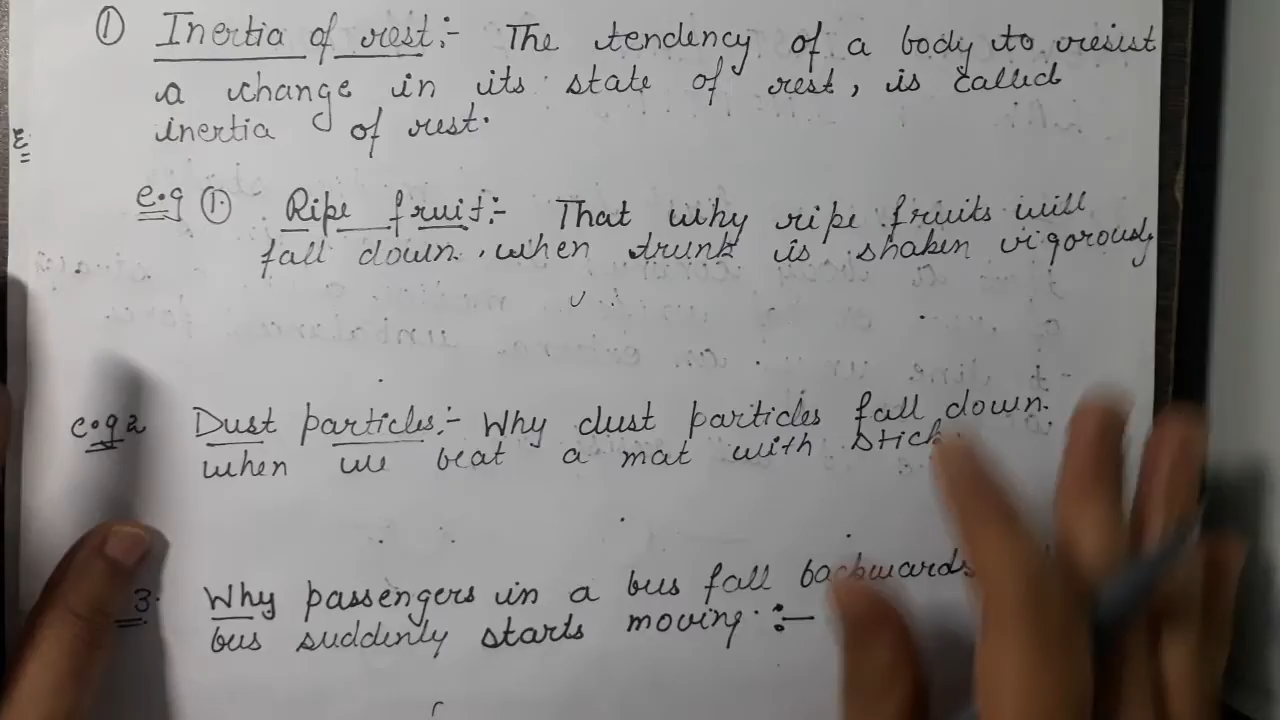 ① Inertia of rest:- The tendency of a body to resist
a change in its state of rest, is called
inertia of rest.
e.g ① Ripe fruit:- That why ripe fruits will
fall down, when trunk is shaken vigorously
e.g 2 Dust particles:- Why dust particles fall down.
when we beat a mat with stick
3. Why passengers in a bus fall backwards
bus suddenly starts moving :-